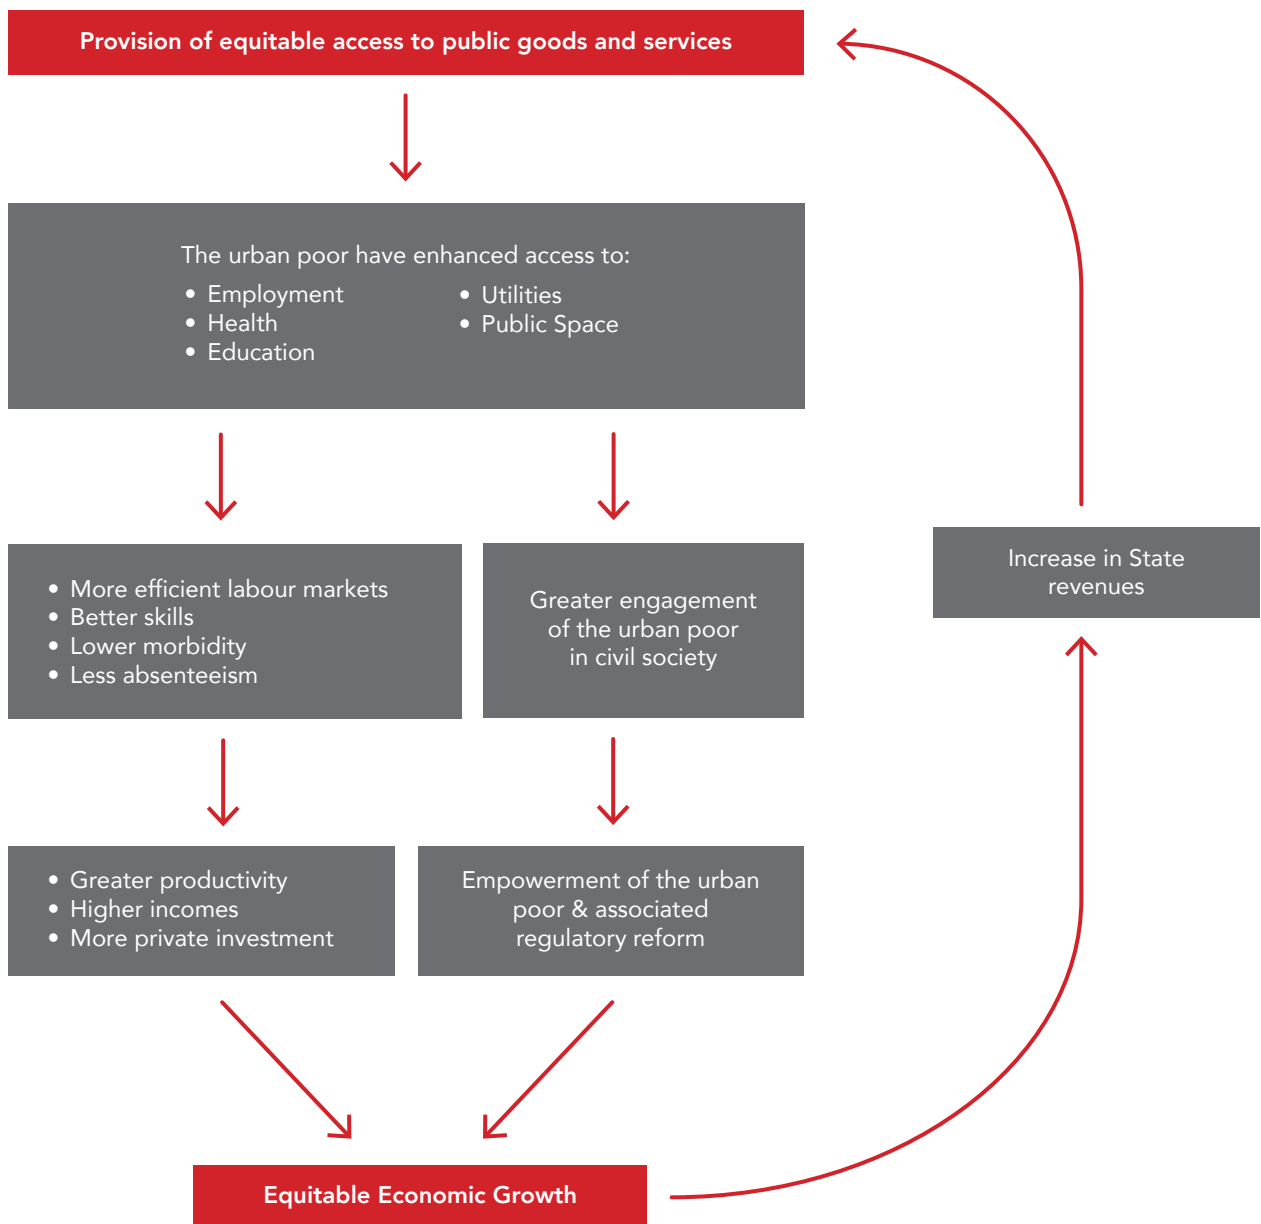 Provision of equitable access to public goods and services
The urban poor have enhanced access to:
• Employment
• Health
• Education
• Utilities
• Public Space
• More efficient labour markets
• Better skills
• Lower morbidity
• Less absenteeism
Greater engagement
of the urban poor
in civil society
Increase in State
revenues
• Greater productivity
• Higher incomes
• More private investment
Empowerment of the urban
poor & associated
regulatory reform
Equitable Economic Growth